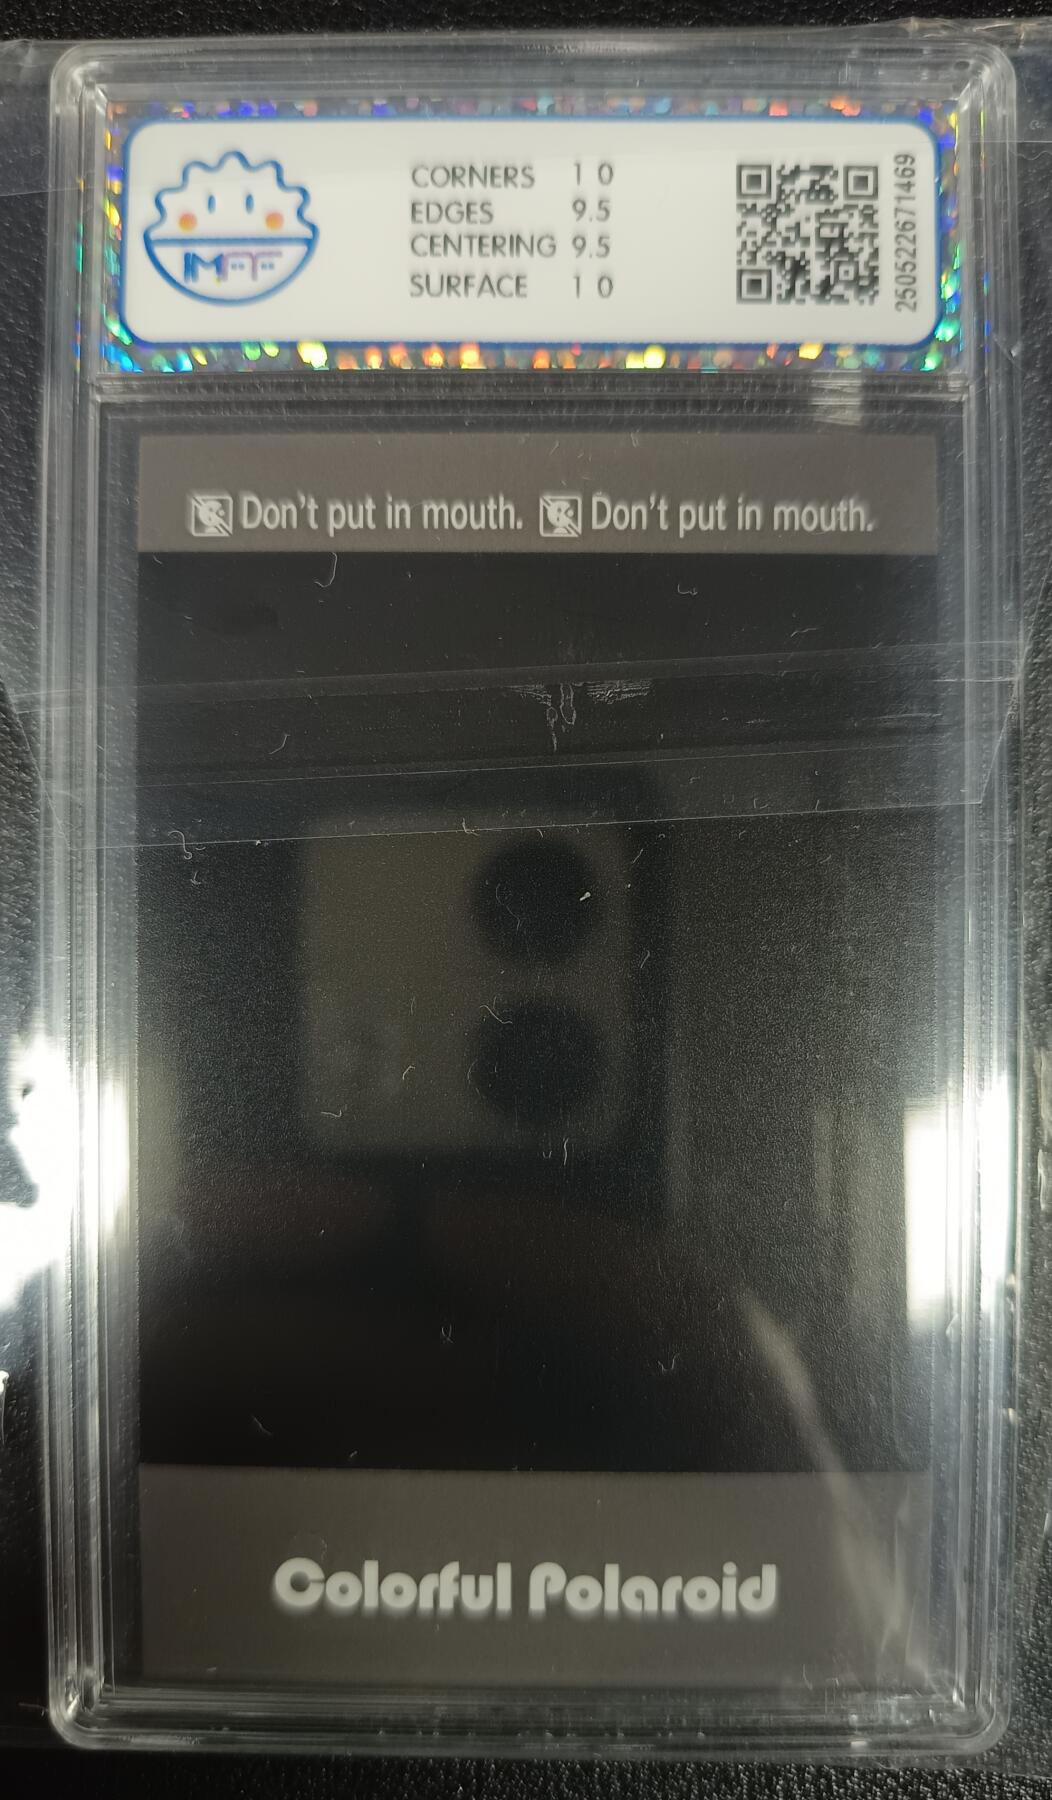 CORNERS 10
EDGES 9.5
CENTERING 9.5
SURFACE 10
2505522671469
Don't put in mouth. Don't put in mouth.
Colorful Polaroid